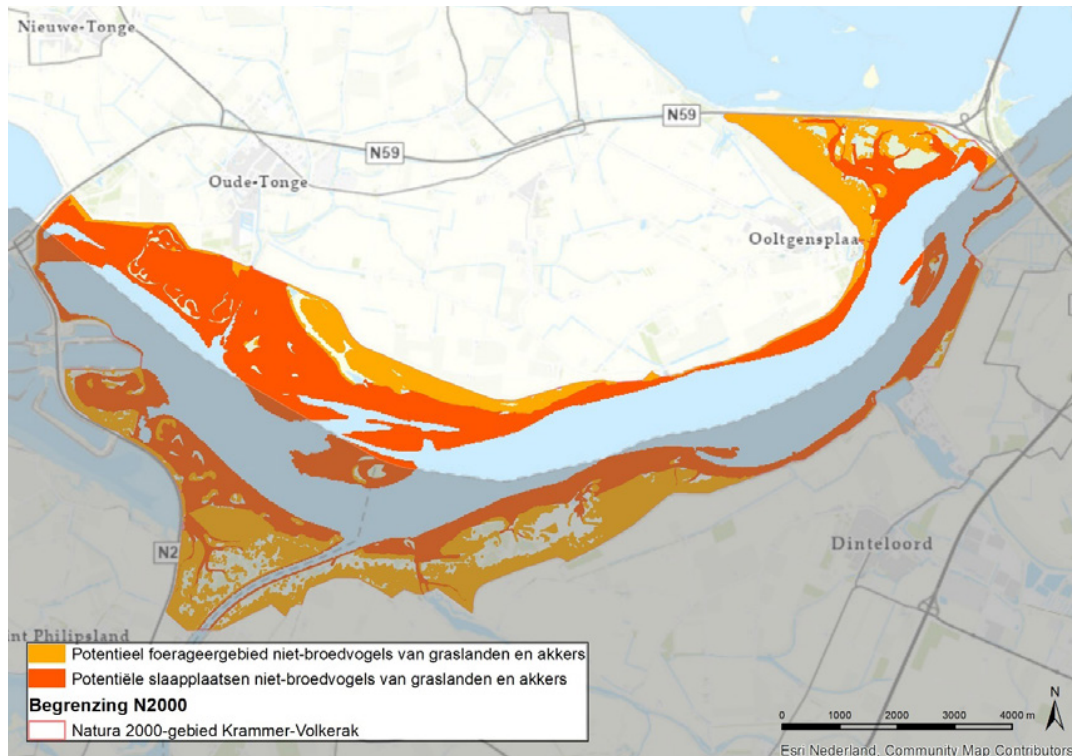 Nieuwe-Tonge
N59
N59
Oude-Tonge
Ooltgensplaa
N2
Dinteloord
nt Philipsland
Potentieel foerageergebied niet-broedvogels van graslanden en akkers
Potentiële slaapplaatsen niet-broedvogels van graslanden en akkers
Begrenzing N2000
Natura 2000-gebied Krammer-Volkerak
N
0 1000 2000 3000 4000 m
Esri Nederland, Community Map Contributors